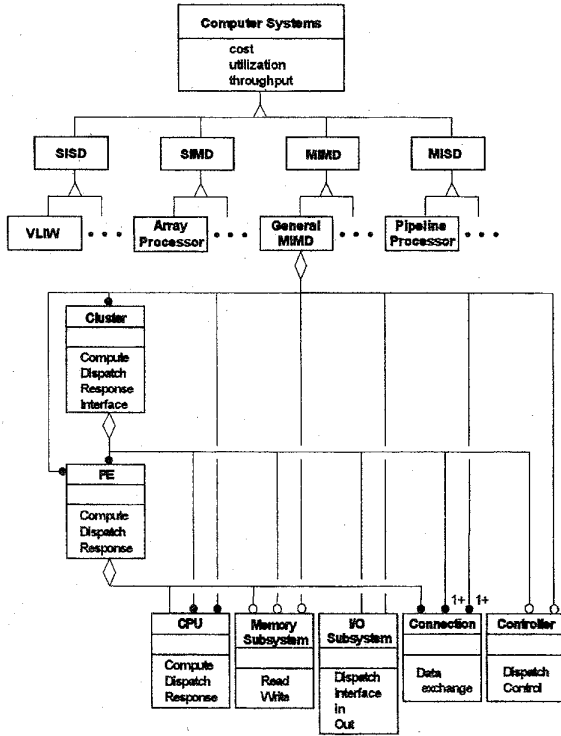 Computer Systems
cost
utilization
throughput
SISD
SIMD
MIMD
MISD
VLIW
Array
Processor
General
MIMD
Pipeline
Processor
Cluster
Compute
Dispatch
Response
Interface
PE
Compute
Dispatch
Response
1+
1+
CPU
Compute
Dispatch
Response
Memory
Subsystem
Read
Write
I/O
Subsystem
Dispatch
Interface
In
Out
Connection
Data
exchange
Controller
Dispatch
Control